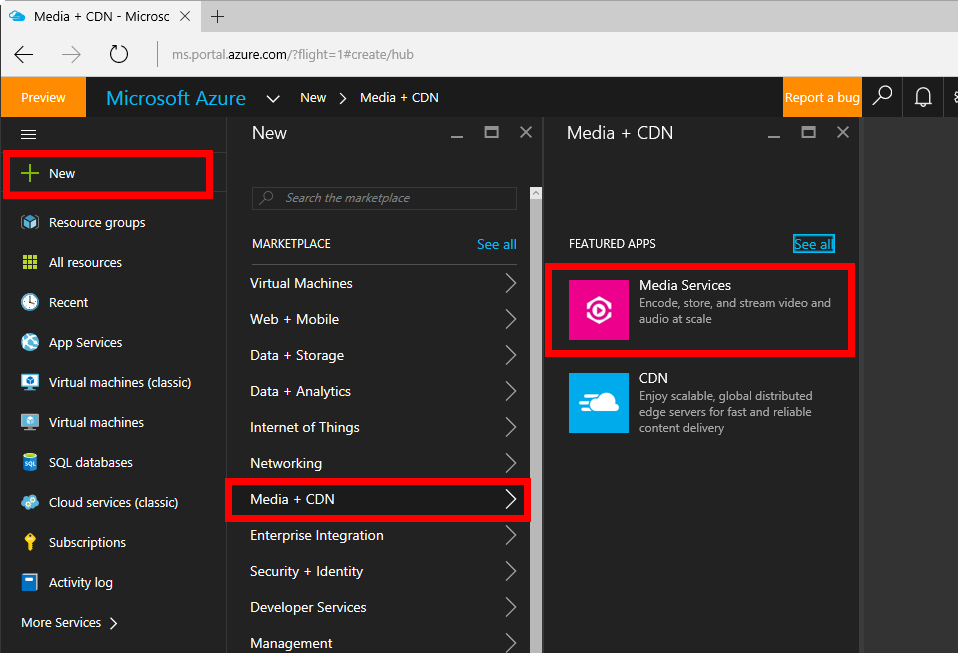 Media + CDN - Microsc
ms.portal.azure.com/?flight=1#create/hub
Preview
Microsoft Azure
New
Media + CDN
Report a bug
New
Resource groups
All resources
Recent
App Services
Virtual machines (classic)
Virtual machines
SQL
SQL databases
Cloud services (classic)
Subscriptions
Activity log
More Services
New
Search the marketplace
MARKETPLACE
See all
Virtual Machines
Web + Mobile
Data + Storage
Data + Analytics
Internet of Things
Networking
Media + CDN
Enterprise Integration
Security + Identity
Developer Services
Management
Media + CDN
FEATURED APPS
See all
Media Services
Encode, store, and stream video and
audio at scale
CDN
Enjoy scalable, global distributed
edge servers for fast and reliable
content delivery